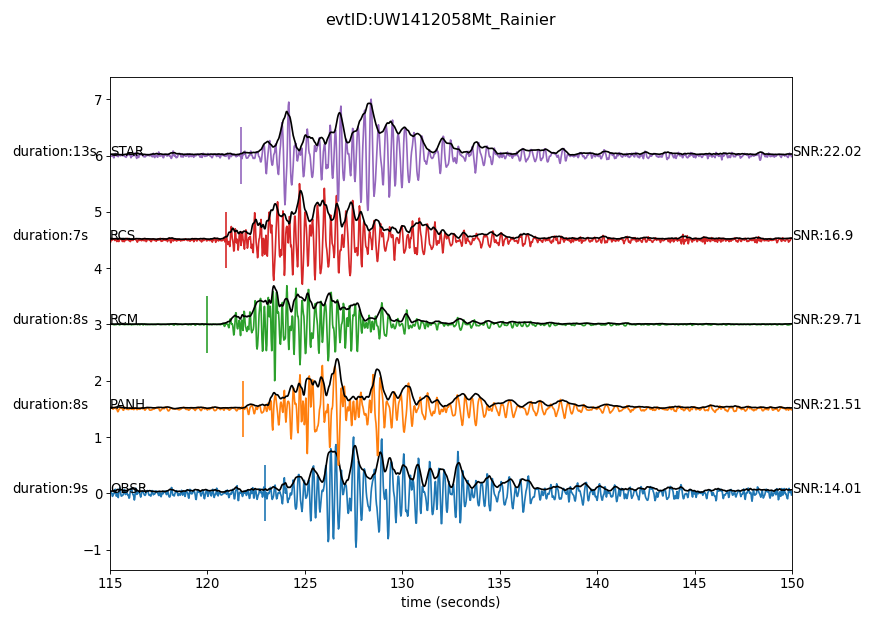 evtID:UW1412058Mt_Rainier
7
duration:13s 6 STAR SNR:22.02
5
duration:7s RCS SNR:16.9
4
duration:8s RCM SNR:29.71
3
2
duration:8s PANH SNR:21.51
1
duration:9s OBSR SNR:14.01
0
−1
115 120 125 130 135 140 145 150
time (seconds)